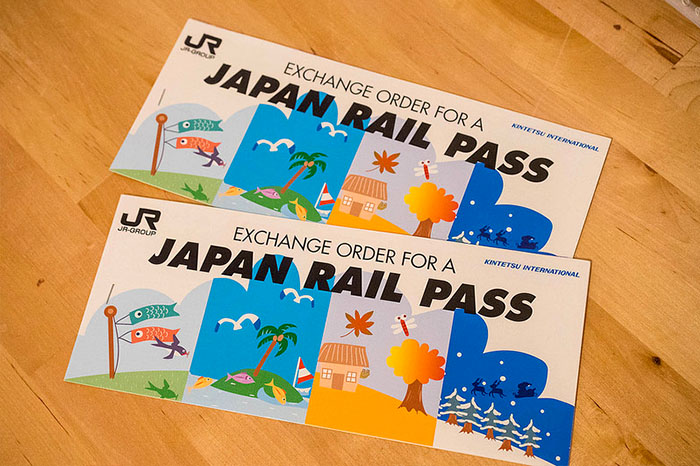 JR
JR-GROUP
EXCHANGE ORDER FOR A
JAPAN RAIL PASS
KINTETSU INTERNATIONAL
JR
JR-GROUP
EXCHANGE ORDER FOR A
JAPAN RAIL PASS
KINTETSU INTERNATIONAL